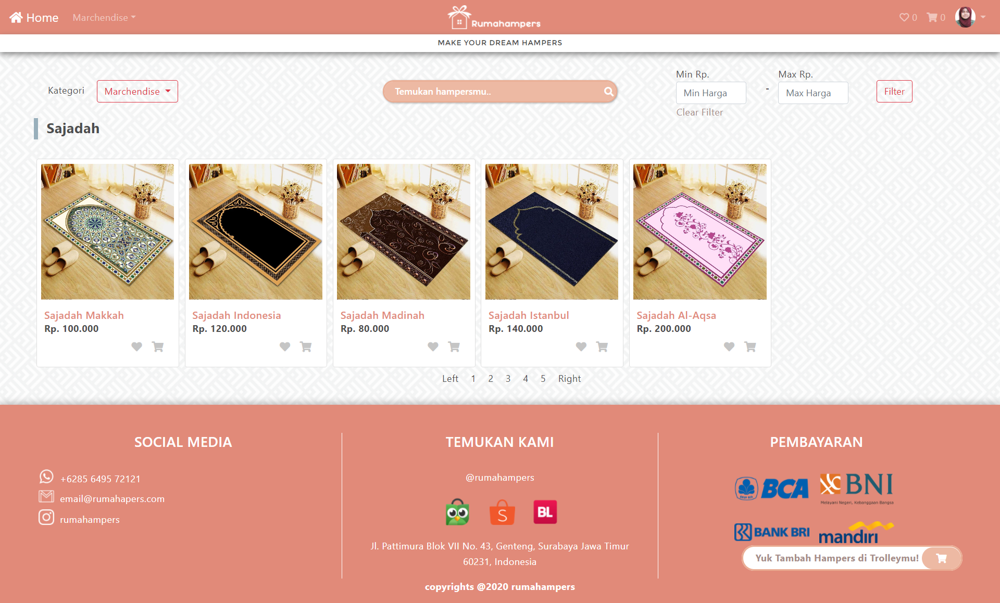 Home
Marchendise
Rumahampers
0
0
MAKE YOUR DREAM HAMPERS
Kategori
Marchendise
Temukan hampersmu..
Min Rp.
Min Harga
-
Max Rp.
Max Harga
Filter
Clear Filter
Sajadah
Sajadah Makkah
Rp. 100.000
Sajadah Indonesia
Rp. 120.000
Sajadah Madinah
Rp. 80.000
Sajadah Istanbul
Rp. 140.000
Sajadah Al-Aqsa
Rp. 200.000
Left 1 2 3 4 5 Right
SOCIAL MEDIA
+6285 6495 72121
email@rumahapers.com
rumahampers
TEMUKAN KAMI
@rumahampers
S
BL
Jl. Pattimura Blok VII No. 43, Genteng, Surabaya Jawa Timur
60231, Indonesia
PEMBAYARAN
BCA
BNI
Melayani Negeri, Kebanggaan Bangsa
BANK BRI
mandiri
Yuk Tambah Hampers di Trolleymu!
copyrights @2020 rumahampers